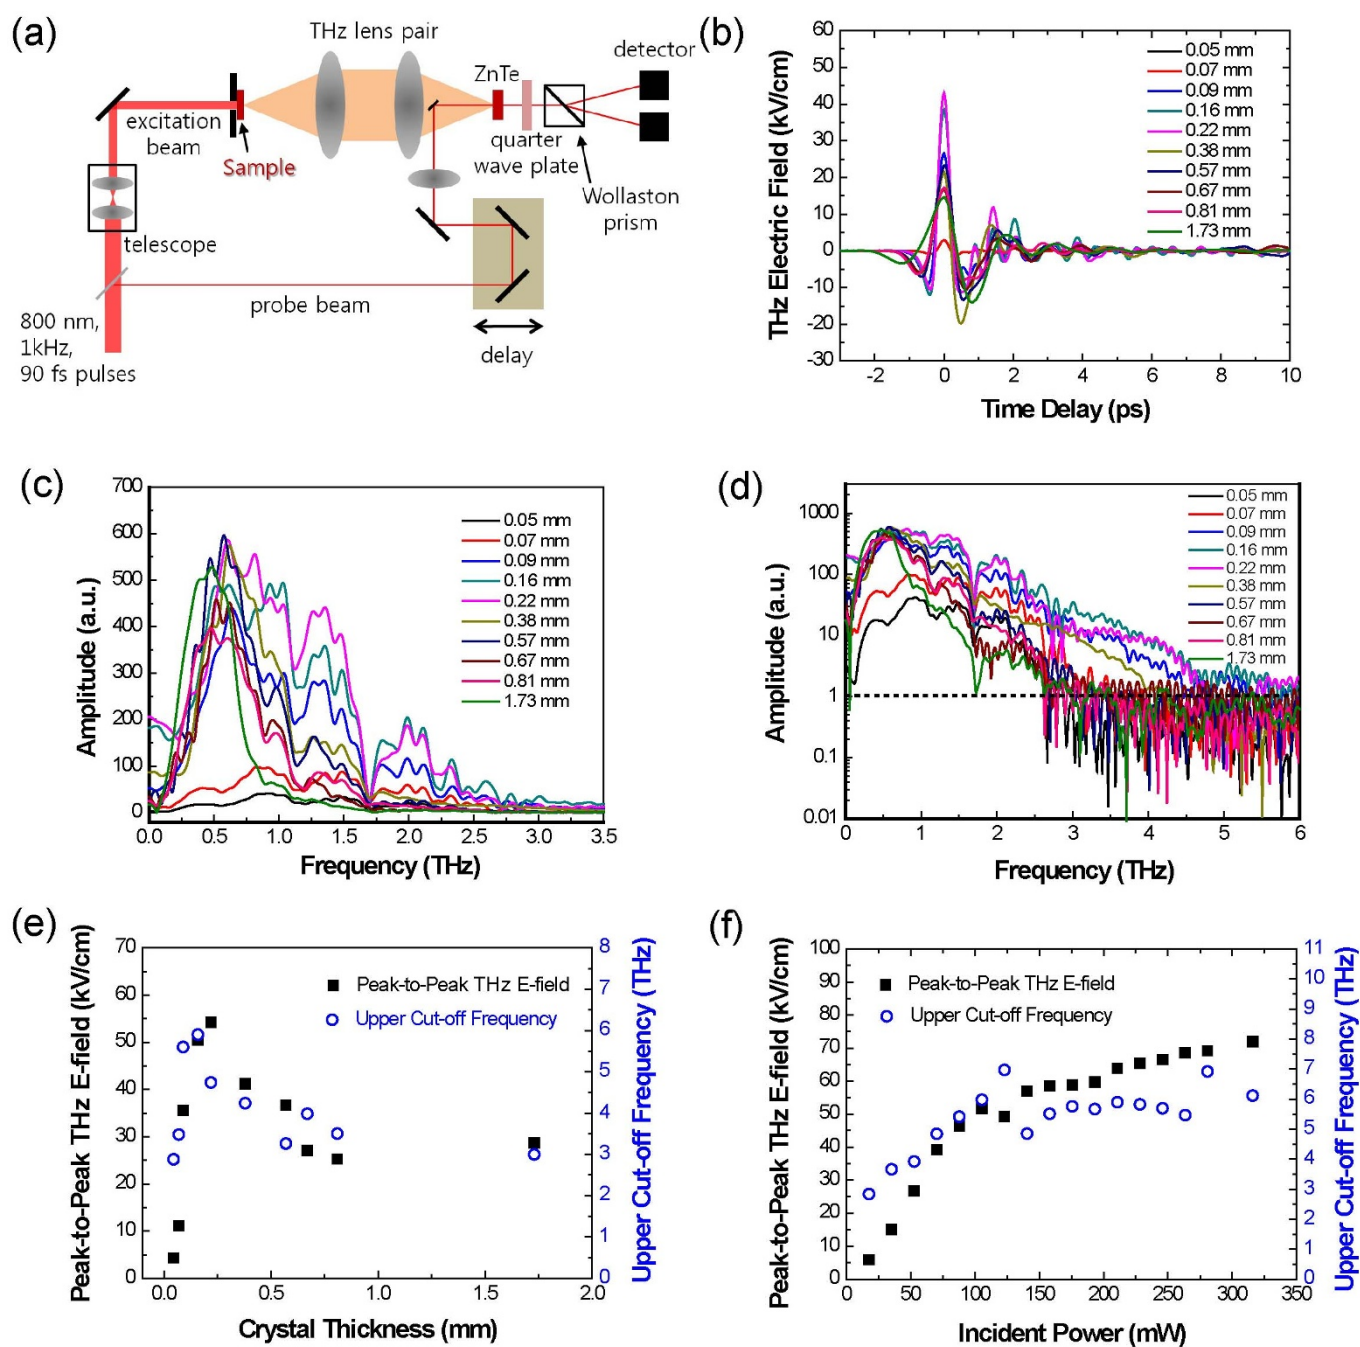 (a)
THz lens pair
detector
ZnTe
excitation
beam
Sample
quarter
wave plate
Wollaston
prism
telescope
probe beam
800 nm,
1kHz,
90 fs pulses
delay
(b)
THz Electric Field (kV/cm)
60
50
40
30
20
10
0
-10
-20
-30
0.05 mm
0.07 mm
0.09 mm
0.16 mm
0.22 mm
0.38 mm
0.57 mm
0.67 mm
0.81 mm
1.73 mm
-2 0 2 4 6 8 10
Time Delay (ps)
(c)
Amplitude (a.u.)
700
600
500
400
300
200
100
0
0.05 mm
0.07 mm
0.09 mm
0.16 mm
0.22 mm
0.38 mm
0.57 mm
0.67 mm
0.81 mm
1.73 mm
0.0 0.5 1.0 1.5 2.0 2.5 3.0 3.5
Frequency (THz)
(d)
Amplitude (a.u.)
1000
100
10
1
0.1
0.01
0.05 mm
0.07 mm
0.09 mm
0.16 mm
0.22 mm
0.38 mm
0.57 mm
0.67 mm
0.81 mm
1.73 mm
0 1 2 3 4 5 6
Frequency (THz)
(e)
Peak-to-Peak THz E-field (kV/cm)
70
60
50
40
30
20
10
0
Peak-to-Peak THz E-field
Upper Cut-off Frequency
8
7
6
5
4
3
2
1
0
Upper Cut-off Frequency (THz)
0.0 0.5 1.0 1.5 2.0
Crystal Thickness (mm)
(f)
Peak-to-Peak THz E-field (kV/cm)
100
90
80
70
60
50
40
30
20
10
0
Peak-to-Peak THz E-field
Upper Cut-off Frequency
11
10
9
8
7
6
5
4
3
2
1
0
Upper Cut-off Frequency (THz)
0 50 100 150 200 250 300 350
Incident Power (mW)